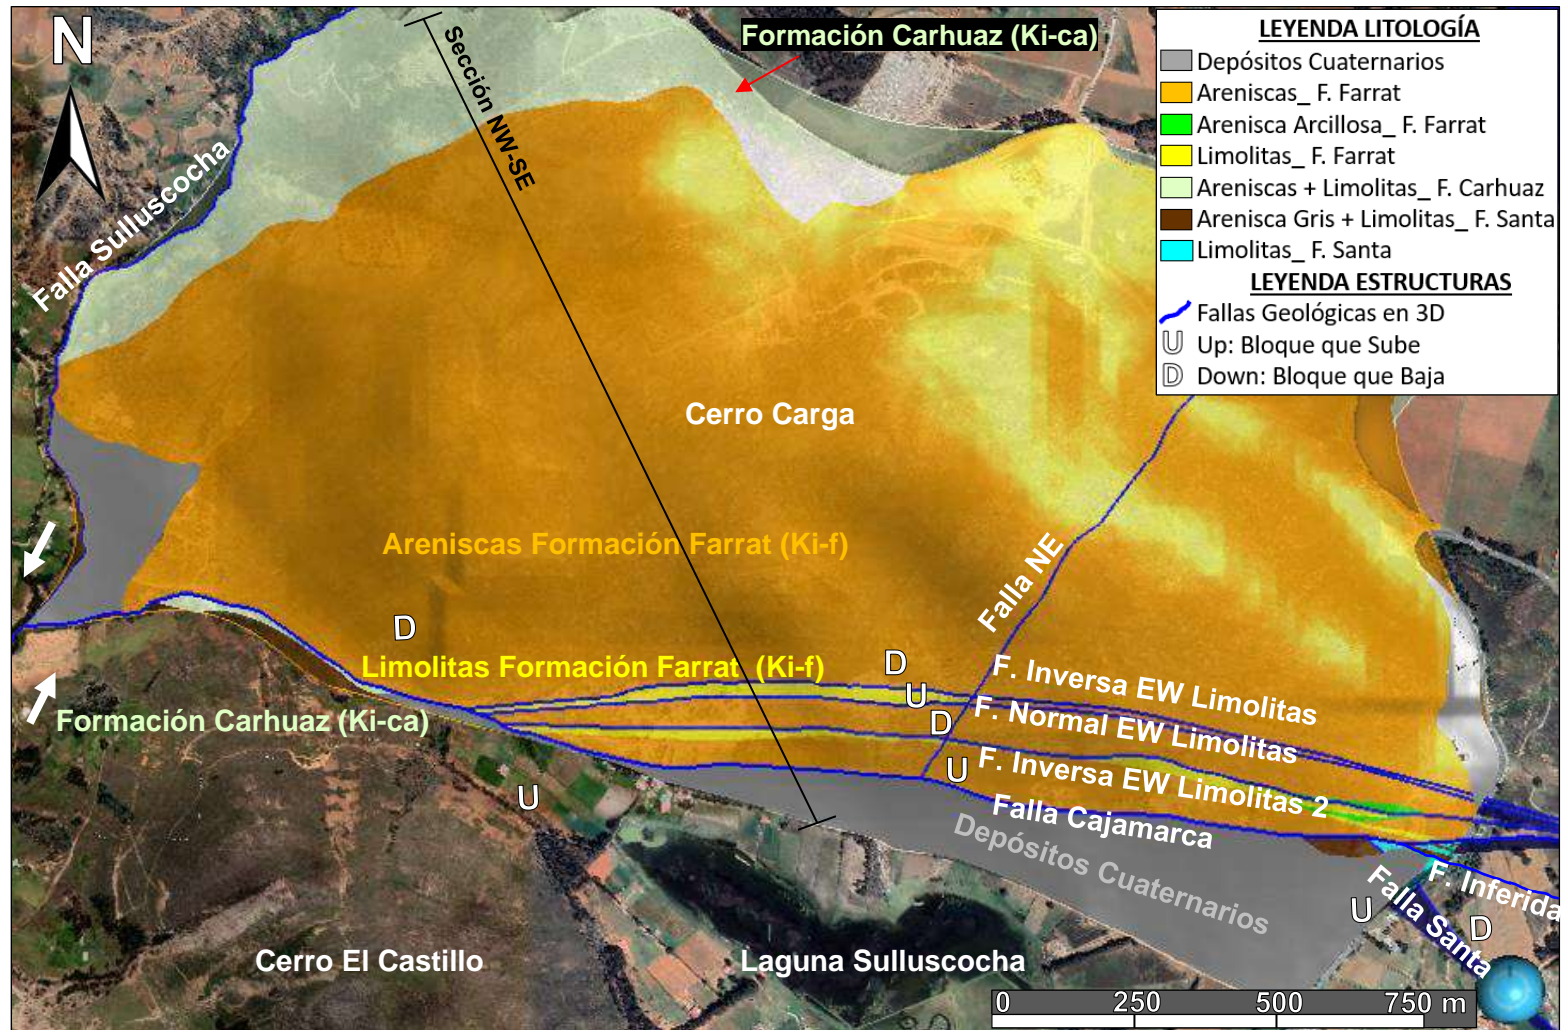 N
Formación Carhuaz (Ki-ca)
Sección NW-SE
Falla Sulluscocha
LEYENDA LITOLOGÍA
Depósitos Cuaternarios
Areniscas_ F. Farrat
Arenisca Arcillosa_ F. Farrat
Limolitas_ F. Farrat
Areniscas + Limolitas_ F. Carhuaz
Arenisca Gris + Limolitas_ F. Santa
Limolitas_ F. Santa
LEYENDA ESTRUCTURAS
Fallas Geológicas en 3D
U Up: Bloque que Sube
D Down: Bloque que Baja
Cerro Carga
Areniscas Formación Farrat (Ki-f)
Falla NE
D
Limolitas Formación Farrat (Ki-f)
D
U
D
U
F. Inversa EW Limolitas
F. Normal EW Limolitas
F. Inversa EW Limolitas 2
Falla Cajamarca
Formación Carhuaz (Ki-ca)
U
Depósitos Cuaternarios
F. Inferida
Falla Santa
U
D
Cerro El Castillo
Laguna Sulluscocha
0 250 500 750 m